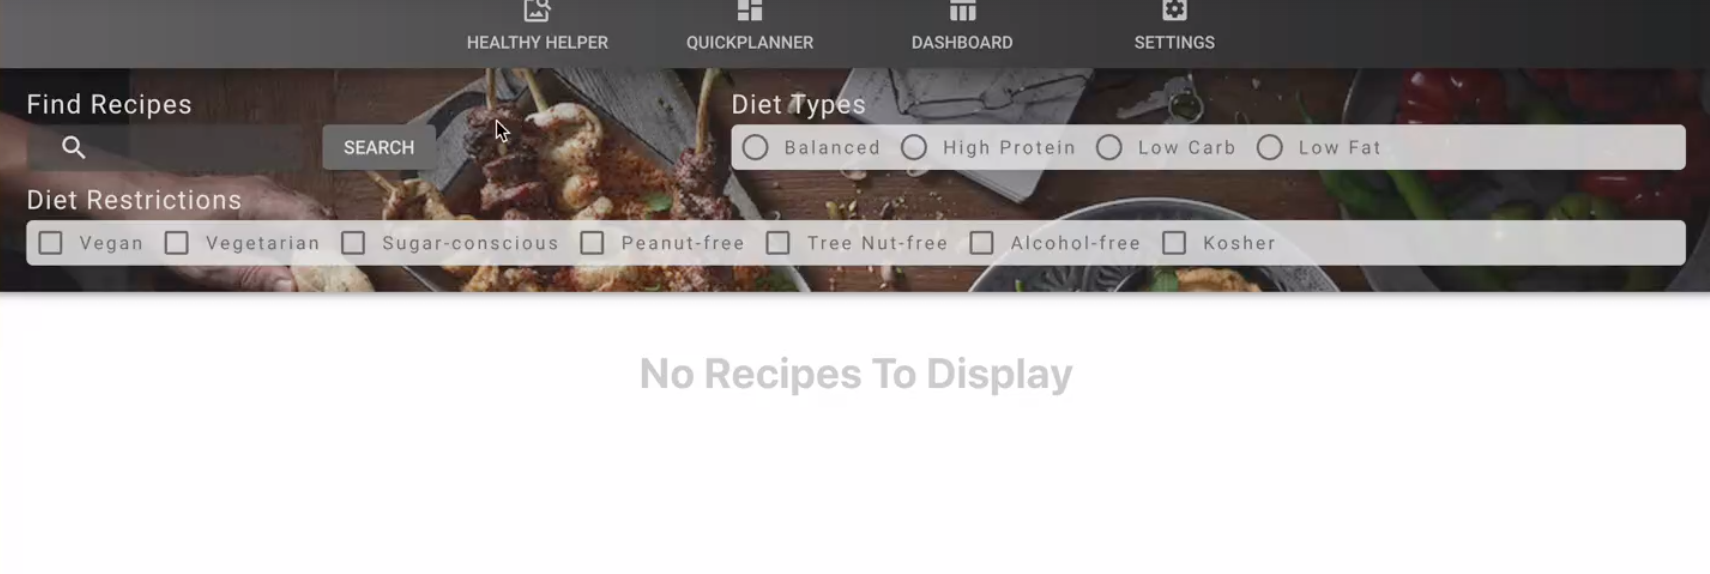 HEALTHY HELPER QUICKPLANNER DASHBOARD SETTINGS
Find Recipes
SEARCH
Diet Types
Balanced High Protein Low Carb Low Fat
Diet Restrictions
Vegan Vegetarian Sugar-conscious Peanut-free Tree Nut-free Alcohol-free Kosher
No Recipes To Display